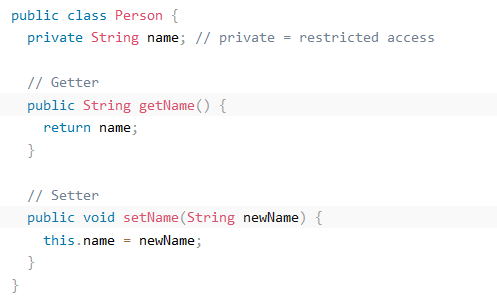 public class Person {
  private String name; // private = restricted access

  // Getter
  public String getName() {
    return name;
  }

  // Setter
  public void setName(String newName) {
    this.name = newName;
  }
}